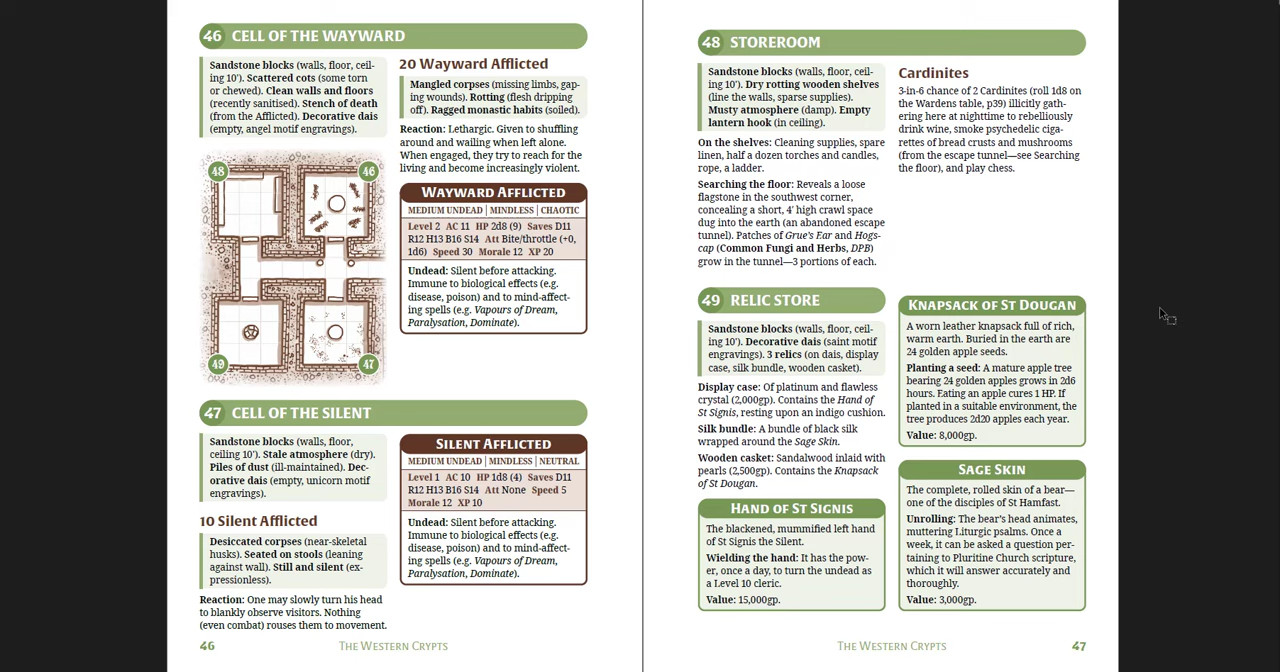 46 CELL OF THE WAYWARD
Sandstone blocks (walls, floor, ceil-
ing 10'). Scattered cots (some torn
or chewed). Clean walls and floors
(recently sanitised). Stench of death
(from the Afflicted). Decorative dais
(empty, angel motif engravings).
48
46
49
47
20 Wayward Afflicted
Mangled corpses (missing limbs, gap-
ing wounds). Rotting (flesh dripping
off). Ragged monastic habits (soiled).
Reaction: Lethargic. Given to shuffling
around and wailing when left alone.
When engaged, they try to reach for the
living and become increasingly violent.
WAYWARD AFFLICTED
MEDIUM UNDEAD | MINDLESS | CHAOTIC
Level 2 AC 11 HP 2d8 (9) Saves D11
R12 H13 B16 S14 Att Bite/throttle (+0,
1d6) Speed 30 Morale 12 XP 20
Undead: Silent before attacking.
Immune to biological effects (e.g.
disease, poison) and to mind-affect-
ing spells (e.g. Vapours of Dream,
Paralysation, Dominate).
47 CELL OF THE SILENT
Sandstone blocks (walls, floor,
ceiling 10'). Stale atmosphere (dry).
Piles of dust (ill-maintained). Dec-
orative dais (empty, unicorn motif
engravings).
10 Silent Afflicted
Desiccated corpses (near-skeletal
husks). Seated on stools (leaning
against wall). Still and silent (ex-
pressionless).
Reaction: One may slowly turn his head
to blankly observe visitors. Nothing
(even combat) rouses them to movement.
SILENT AFFLICTED
MEDIUM UNDEAD | MINDLESS | NEUTRAL
Level 1 AC 10 HP 1d8 (4) Saves D11
R12 H13 B16 S14 Att None Speed 5
Morale 12 XP 10
Undead: Silent before attacking.
Immune to biological effects (e.g.
disease, poison) and to mind-affect-
ing spells (e.g. Vapours of Dream,
Paralysation, Dominate).
46 THE WESTERN CRYPTS
48 STOREROOM
Sandstone blocks (walls, floor, ceil-
ing 10'). Dry rotting wooden shelves
(line the walls, sparse supplies).
Musty atmosphere (damp). Empty
lantern hook (in ceiling).
On the shelves: Cleaning supplies, spare
linen, half a dozen torches and candles,
rope, a ladder.
Searching the floor: Reveals a loose
flagstone in the southwest corner,
concealing a short, 4' high crawl space
dug into the earth (an abandoned escape
tunnel). Patches of Grue's Ear and Hogs-
cap (Common Fungi and Herbs, DPB)
grow in the tunnel—3 portions of each.
Cardinites
3-in-6 chance of 2 Cardinites (roll 1d8 on
the Wardens table, p39) illicitly gath-
ering here at nighttime to rebelliously
drink wine, smoke psychedelic ciga-
rettes of bread crusts and mushrooms
(from the escape tunnel—see Searching
the floor), and play chess.
49 RELIC STORE
Sandstone blocks (walls, floor, ceil-
ing 10'). Decorative dais (saint motif
engravings). 3 relics (on dais, display
case, silk bundle, wooden casket).
Display case: Of platinum and flawless
crystal (2,000gp). Contains the Hand of
St Signis, resting upon an indigo cushion.
Silk bundle: A bundle of black silk
wrapped around the Sage Skin.
Wooden casket: Sandalwood inlaid with
pearls (2,500gp). Contains the Knapsack
of St Dougan.
HAND OF ST SIGNIS
The blackened, mummified left hand
of St Signis the Silent.
Wielding the hand: It has the pow-
er, once a day, to turn the undead as
a Level 10 cleric.
Value: 15,000gp.
KNAPSACK OF ST DOUGAN
A worn leather knapsack full of rich,
warm earth. Buried in the earth are
24 golden apple seeds.
Planting a seed: A mature apple tree
bearing 24 golden apples grows in 2d6
hours. Eating an apple cures 1 HP. If
planted in a suitable environment, the
tree produces 2d20 apples each year.
Value: 8,000gp.
SAGE SKIN
The complete, rolled skin of a bear—
one of the disciples of St Hamfast.
Unrolling: The bear's head animates,
muttering Liturgic psalms. Once a
week, it can be asked a question per-
taining to Pluritine Church scripture,
which it will answer accurately and
thoroughly.
Value: 3,000gp.
THE WESTERN CRYPTS 47